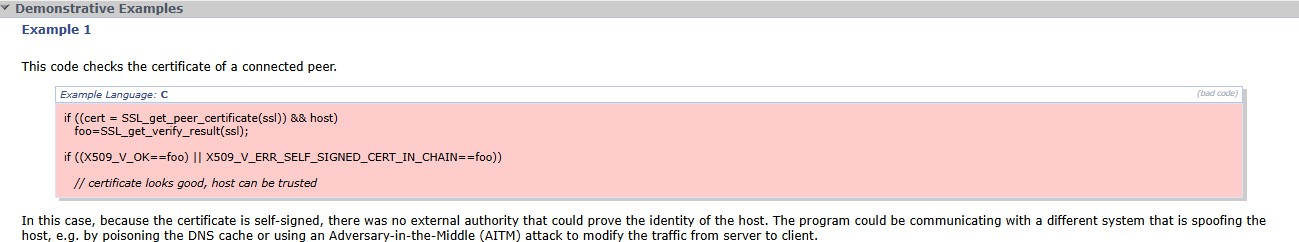 Demonstrative Examples
Example 1
This code checks the certificate of a connected peer.
Example Language: C (bad code)
if ((cert = SSL_get_peer_certificate(ssl)) && host)
foo=SSL_get_verify_result(ssl);
if ((X509_V_OK==foo) || X509_V_ERR_SELF_SIGNED_CERT_IN_CHAIN==foo))
// certificate looks good, host can be trusted
In this case, because the certificate is self-signed, there was no external authority that could prove the identity of the host. The program could be communicating with a different system that is spoofing the
host, e.g. by poisoning the DNS cache or using an Adversary-in-the-Middle (AITM) attack to modify the traffic from server to client.